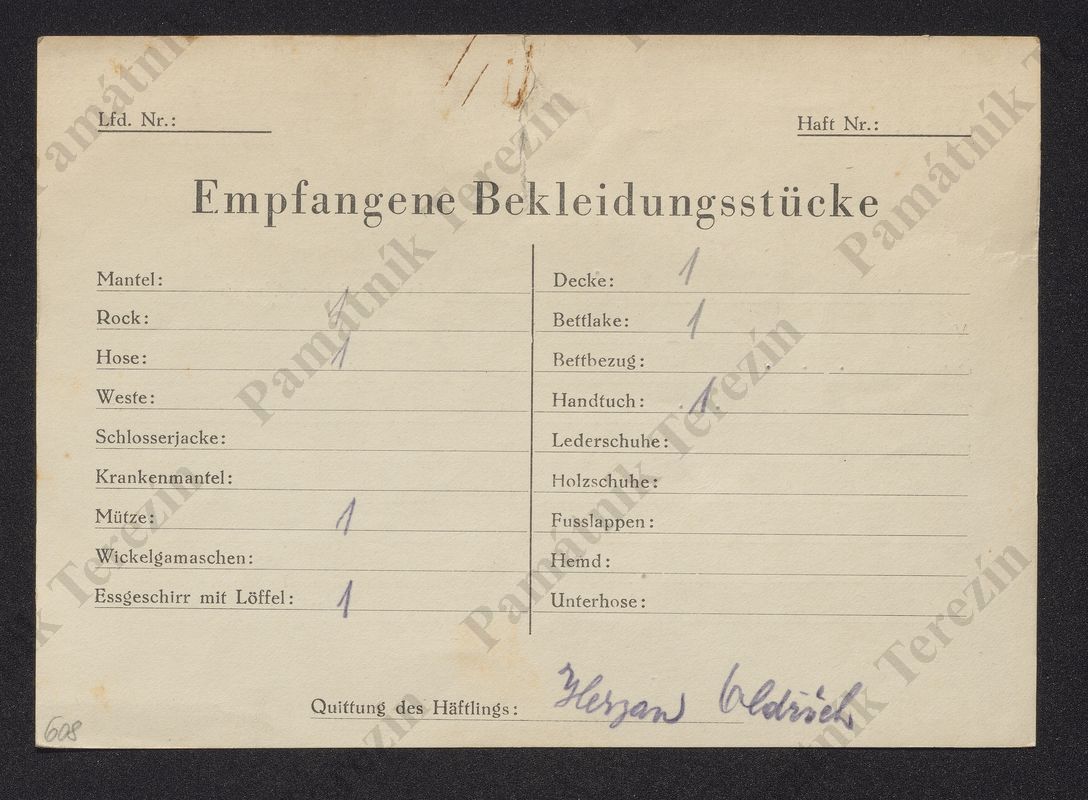 Lfd. Nr.:
Haft Nr.:
Empfangene Bekleidungsstücke
Mantel:
Rock: 1
Hose: 1
Weste:
Schlosserjacke:
Krankenmantel:
Mütze: 1
Wickelgamaschen:
Essgeschirr mit Löffel: 1
Decke: 1
Bettlake: 1
Bettbezug:
Handtuch: 1
Lederschuhe:
Holzschuhe:
Fusslappen:
Hemd:
Unterhose:
Quittung des Häftlings: Herzan Oldřich
608
Památník Terezín